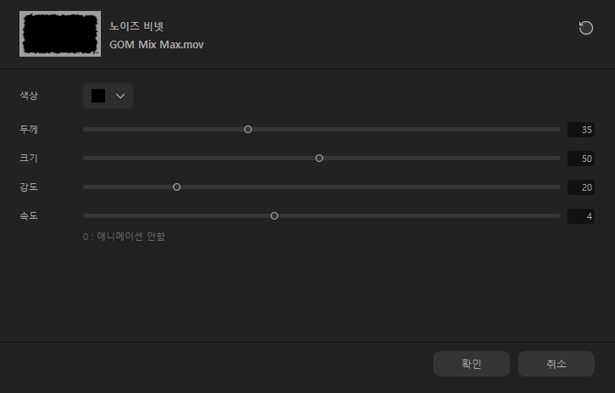 노이즈 비넷
GOM Mix Max.mov
색상
두께 35
크기 50
강도 20
속도 4
0 : 애니메이션 안함
확인 취소